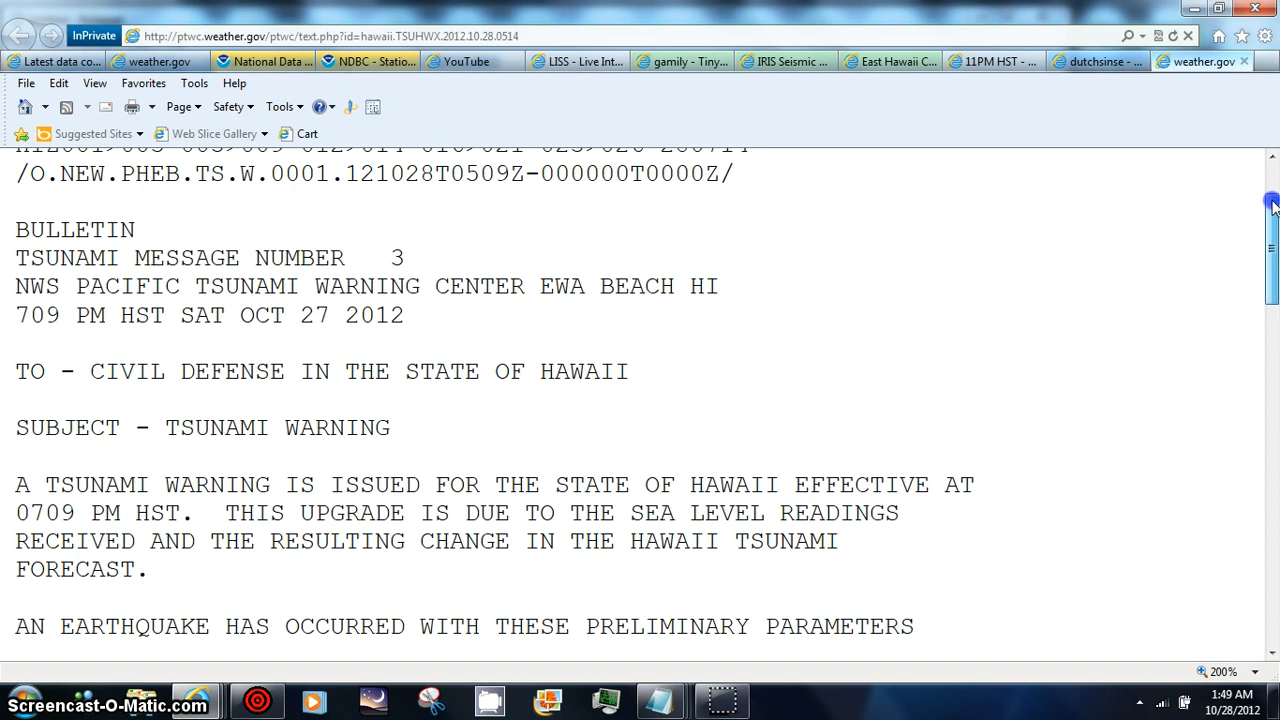 InPrivate
http://ptwc.weather.gov/ptwc/text.php?id=hawaii.TSUHWX.2012.10.28.0514
Latest data co...
weather.gov
National Data ...
NDBC - Statio...
YouTube
LISS - Live Int...
gamily - Tiny...
IRIS Seismic ...
East Hawaii C...
11PM HST - ...
dutchsinse - ...
weather.gov
File Edit View Favorites Tools Help
Page Safety Tools
Suggested Sites Web Slice Gallery Cart
/O.NEW.PHEB.TS.W.0001.121028T0509Z-000000T0000Z/
BULLETIN
TSUNAMI MESSAGE NUMBER 3
NWS PACIFIC TSUNAMI WARNING CENTER EWA BEACH HI
709 PM HST SAT OCT 27 2012
TO - CIVIL DEFENSE IN THE STATE OF HAWAII
SUBJECT - TSUNAMI WARNING
A TSUNAMI WARNING IS ISSUED FOR THE STATE OF HAWAII EFFECTIVE AT
0709 PM HST. THIS UPGRADE IS DUE TO THE SEA LEVEL READINGS
RECEIVED AND THE RESULTING CHANGE IN THE HAWAII TSUNAMI
FORECAST.
AN EARTHQUAKE HAS OCCURRED WITH THESE PRELIMINARY PARAMETERS
200%
1:49 AM
10/28/2012
Screencast-O-Matic.com